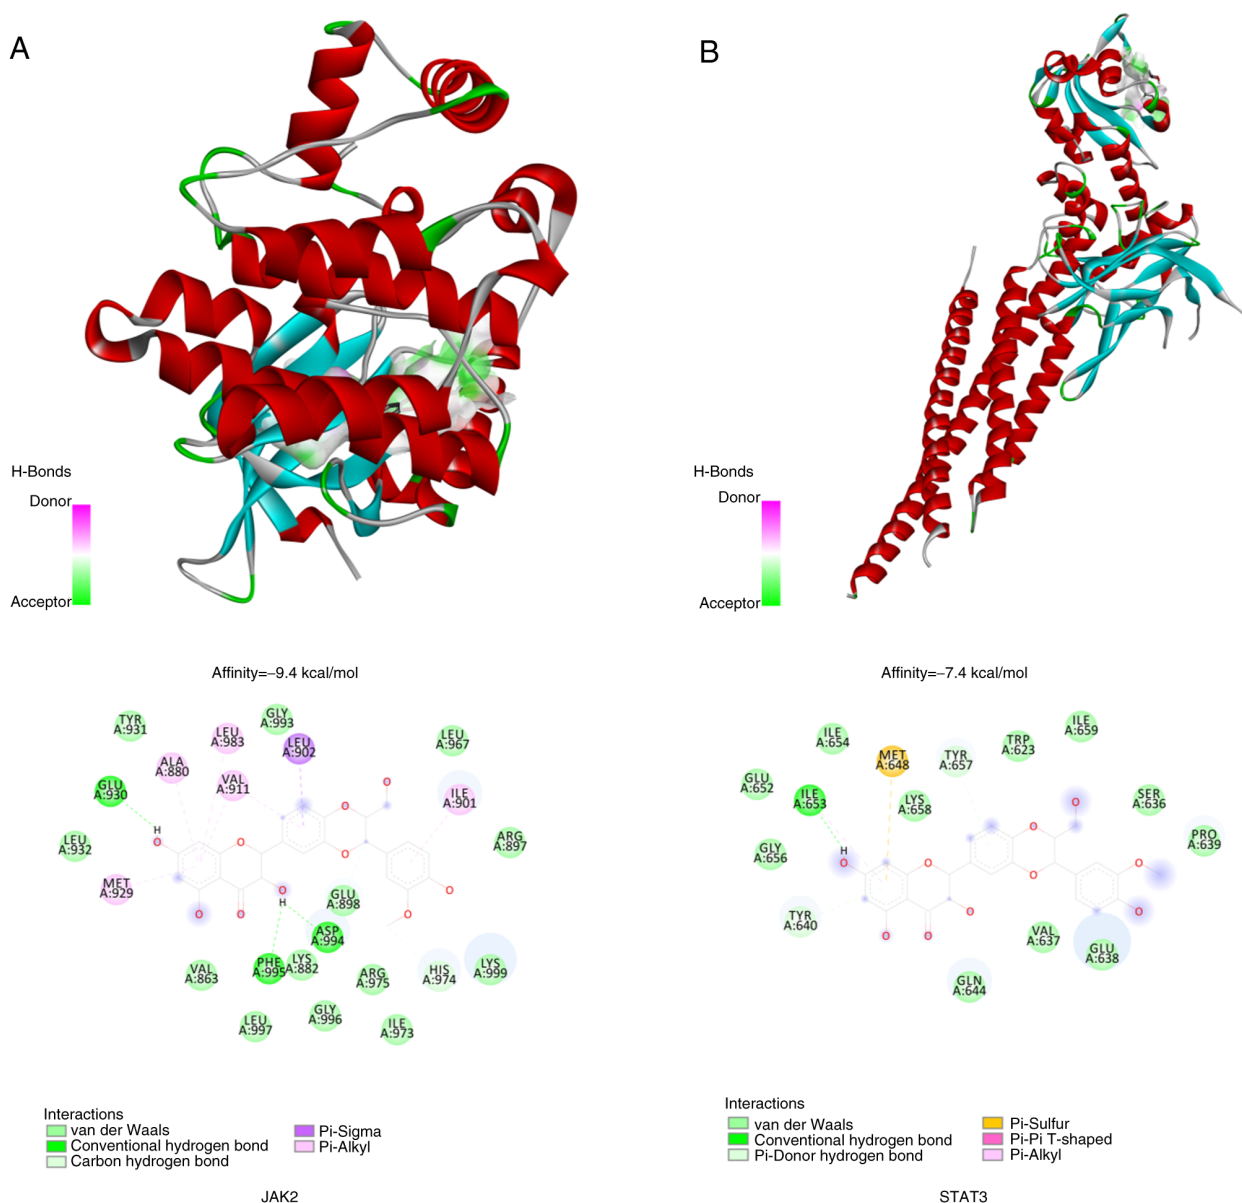 A
H-Bonds
Donor
Acceptor
Affinity=–9.4 kcal/mol
TYR
A:931
GLY
A:993
LEU
A:983
LEU
A:902
LEU
A:967
ALA
A:880
VAL
A:911
GLU
A:930
ILE
A:901
LEU
A:932
ARG
A:897
MET
A:929
GLU
A:898
ASP
A:994
PHE
A:995
LYS
A:882
VAL
A:863
ARG
A:975
HIS
A:974
LYS
A:999
LEU
A:997
GLY
A:996
ILE
A:973
H
O
O
O
O
O
H
O
O
O
O
O
Interactions
van der Waals
Conventional hydrogen bond
Carbon hydrogen bond
Pi-Sigma
Pi-Alkyl
JAK2
B
H-Bonds
Donor
Acceptor
Affinity=–7.4 kcal/mol
ILE
A:654
MET
A:648
TYR
A:657
TRP
A:623
ILE
A:659
GLU
A:652
ILE
A:653
LYS
A:658
SER
A:636
PRO
A:639
GLY
A:656
TYR
A:640
VAL
A:637
GLU
A:638
GLN
A:644
H
O
O
O
O
O
O
O
O
O
O
Interactions
van der Waals
Conventional hydrogen bond
Pi-Donor hydrogen bond
Pi-Sulfur
Pi-Pi T-shaped
Pi-Alkyl
STAT3